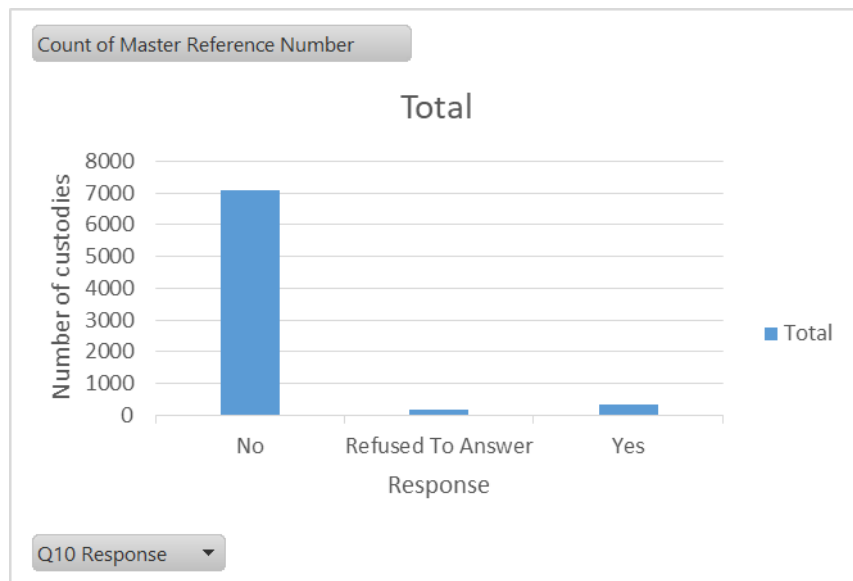 Count of Master Reference Number
Total
Number of custodies
8000
7000
6000
5000
4000
3000
2000
1000
0
No Refused To Answer Yes
Response
Total
Q10 Response